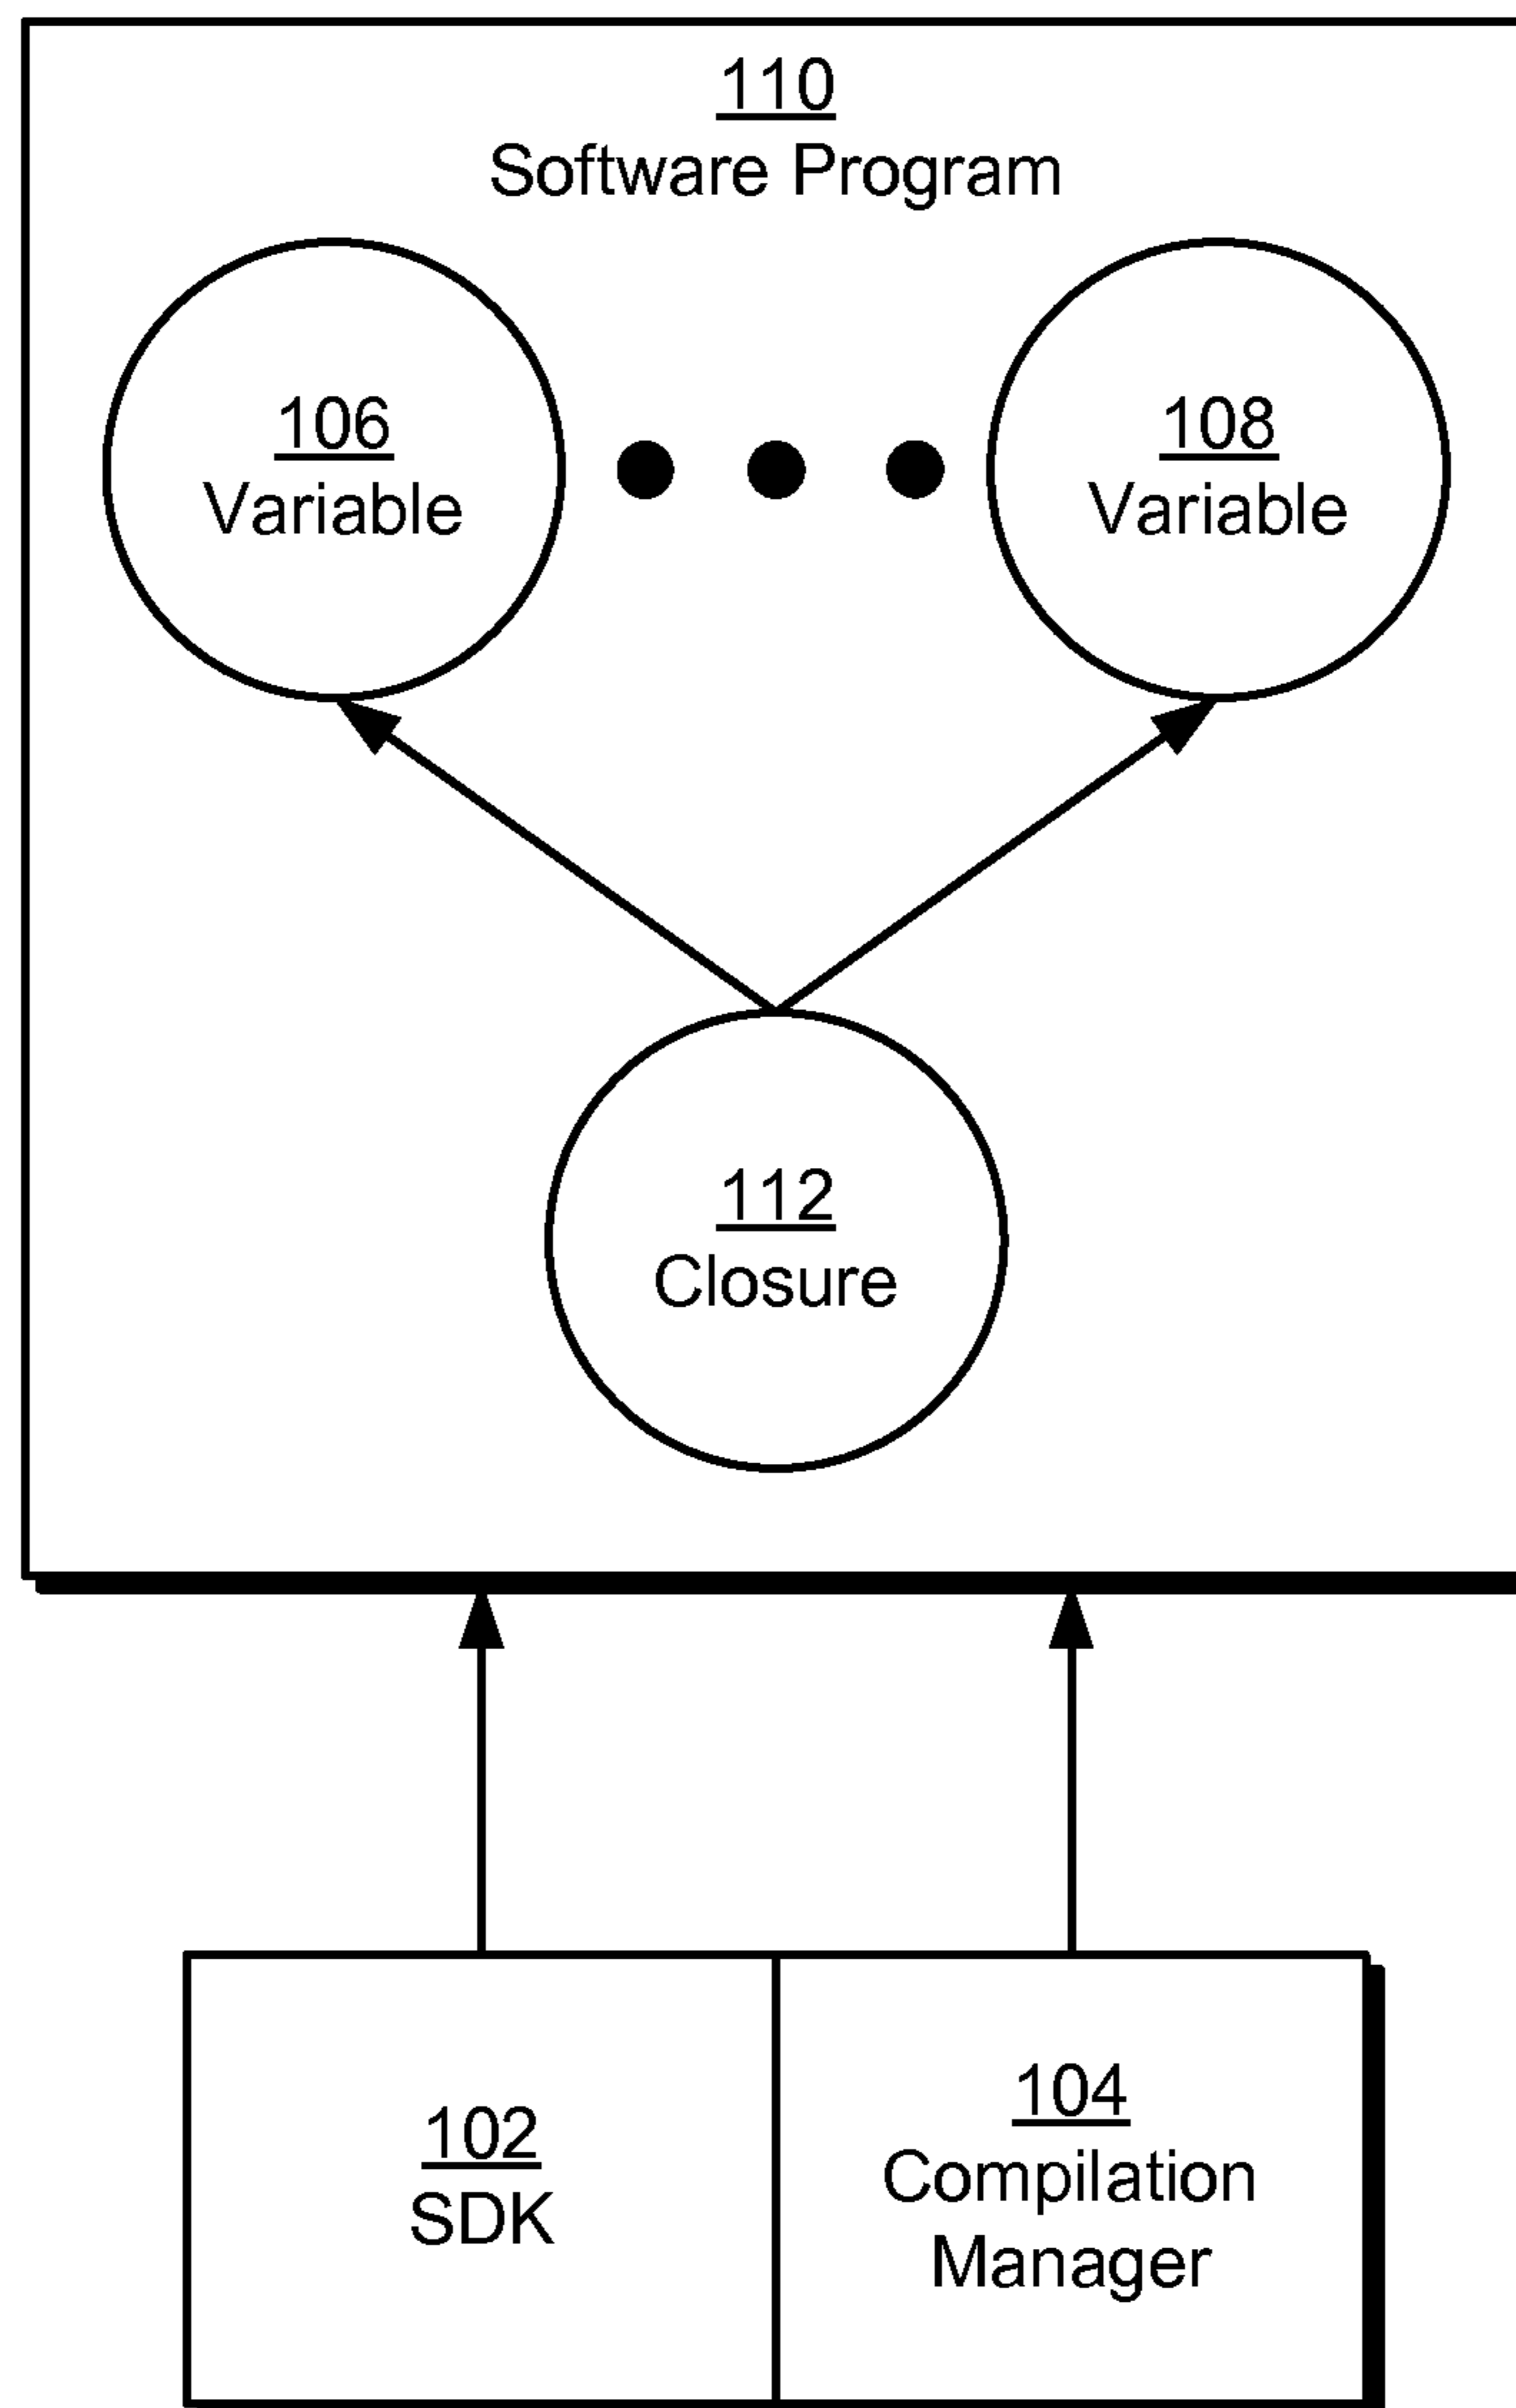 110
Software Program
106
Variable
108
Variable
112
Closure
102
SDK
104
Compilation
Manager